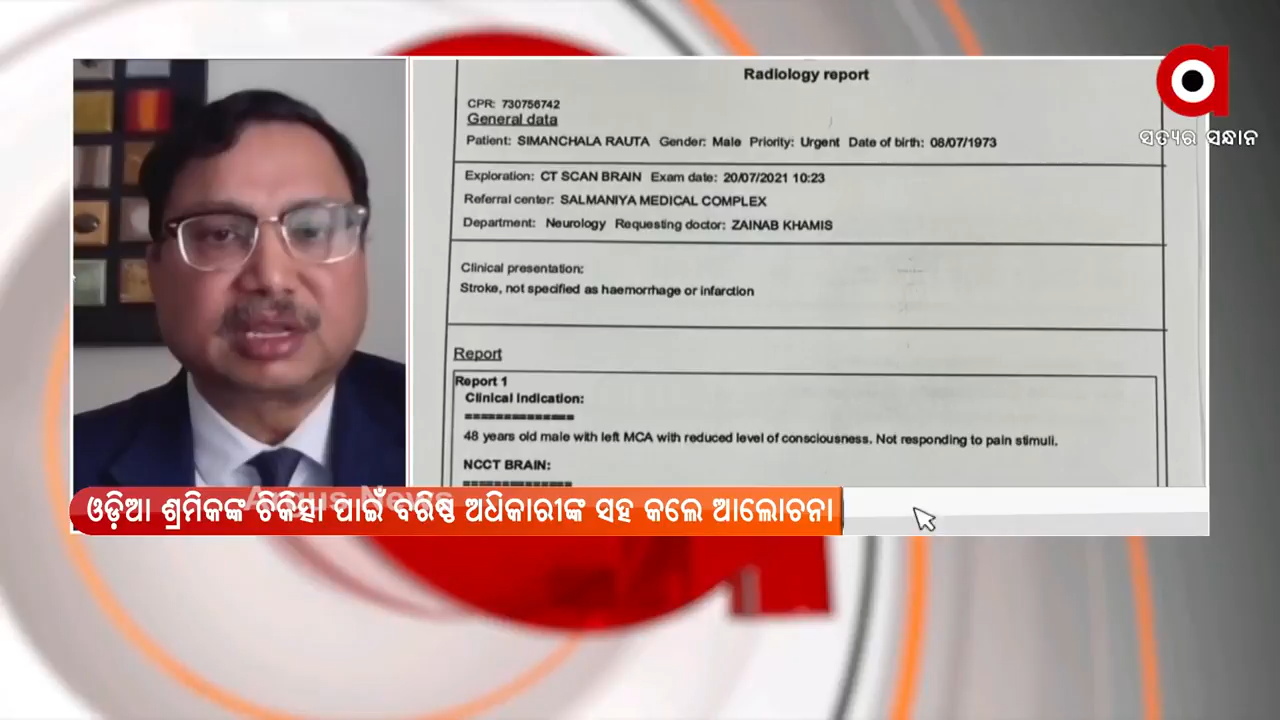 Radiology report
CPR: 730756742
General data
Patient: SIMANCHALA RAUTA Gender: Male Priority: Urgent Date of birth: 08/07/1973
Exploration: CT SCAN BRAIN Exam date: 20/07/2021 10:23
Referral center: SALMANIYA MEDICAL COMPLEX
Department: Neurology Requesting doctor: ZAINAB KHAMIS
Clinical presentation:
Stroke, not specified as haemorrhage or infarction
Report
Report 1
Clinical Indication:
==============
48 years old male with left MCA with reduced level of consciousness. Not responding to pain stimuli.
NCCT BRAIN:
==============
ସତ୍ୟର ସନ୍ଧାନ
Argus News
ଓଡ଼ିଆ ଶ୍ରମିକଙ୍କ ଚିକିତ୍ସା ପାଇଁ ବରିଷ୍ଠ ଅଧିକାରୀଙ୍କ ସହ କଲେ ଆଲୋଚନା